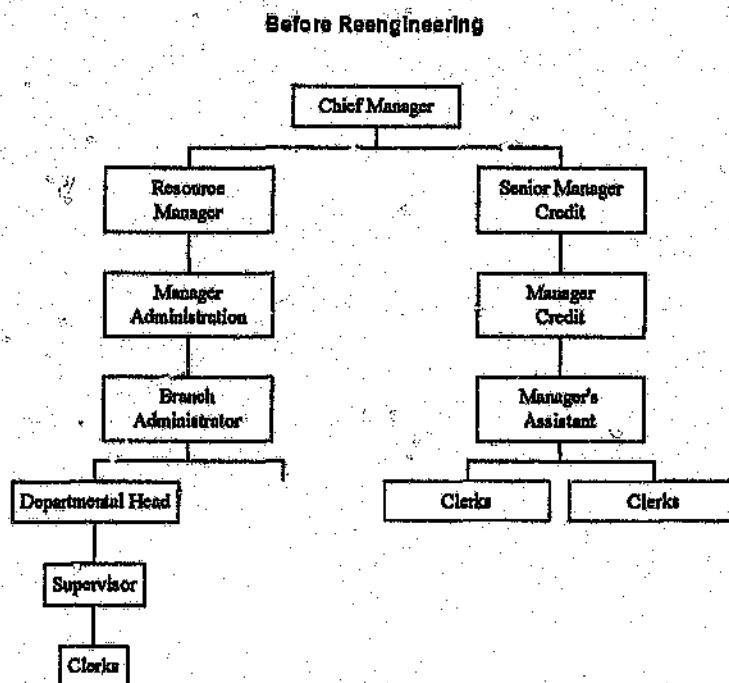 Before Reengineering
Chief Manager
Resource
Manager
Senior Manager
Credit
Manager
Administration
Manager
Credit
Branch
Administrator
Manager's
Assistant
Departmental Head
Clerks
Clerks
Supervisor
Clerks